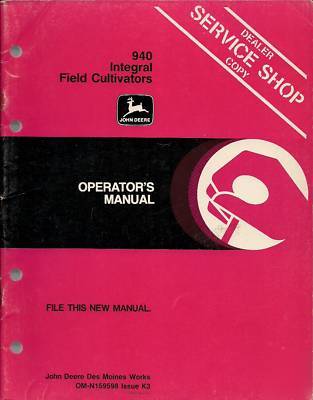 940
Integral
Field Cultivators
JOHN DEERE
DEALER
SERVICE SHOP
COPY
OPERATOR'S
MANUAL
FILE THIS NEW MANUAL.
John Deere Des Moines Works
OM-N159598 Issue K3